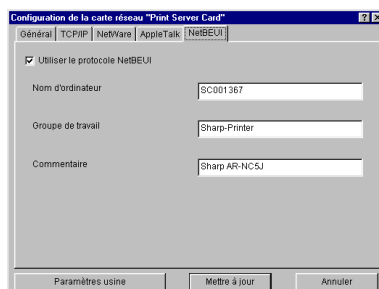 Configuration de la carte réseau "Print Server Card"
Général TCP/IP NetWare AppleTalk NetBEUI
Utiliser le protocole NetBEUI
Nom d'ordinateur SC001367
Groupe de travail Sharp-Printer
Commentaire Sharp AR-NC5J
Paramètres usine Mettre à jour Annuler